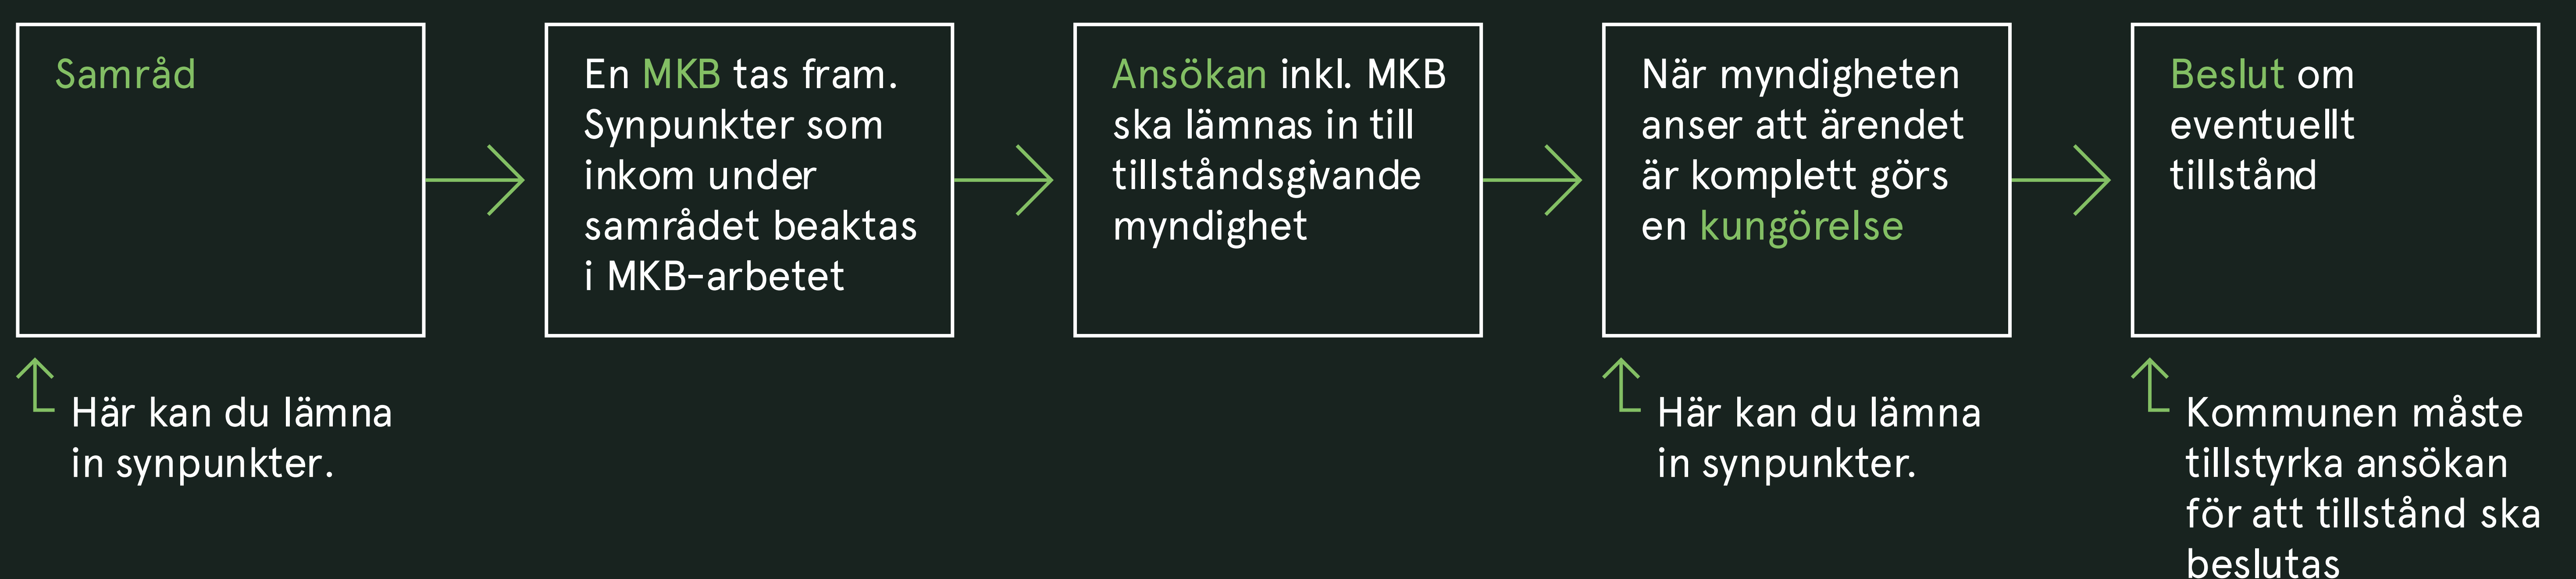 Samråd
En MKB tas fram.
Synpunkter som
inkom under
samrådet beaktas
i MKB-arbetet
Ansökan inkl. MKB
ska lämnas in till
tillståndsgivande
myndighet
När myndigheten
anser att ärendet
är komplett görs
en kungörelse
Beslut om
eventuellt
tillstånd
Här kan du lämna
in synpunkter.
Här kan du lämna
in synpunkter.
Kommunen måste
tillstyrka ansökan
för att tillstånd ska
beslutas